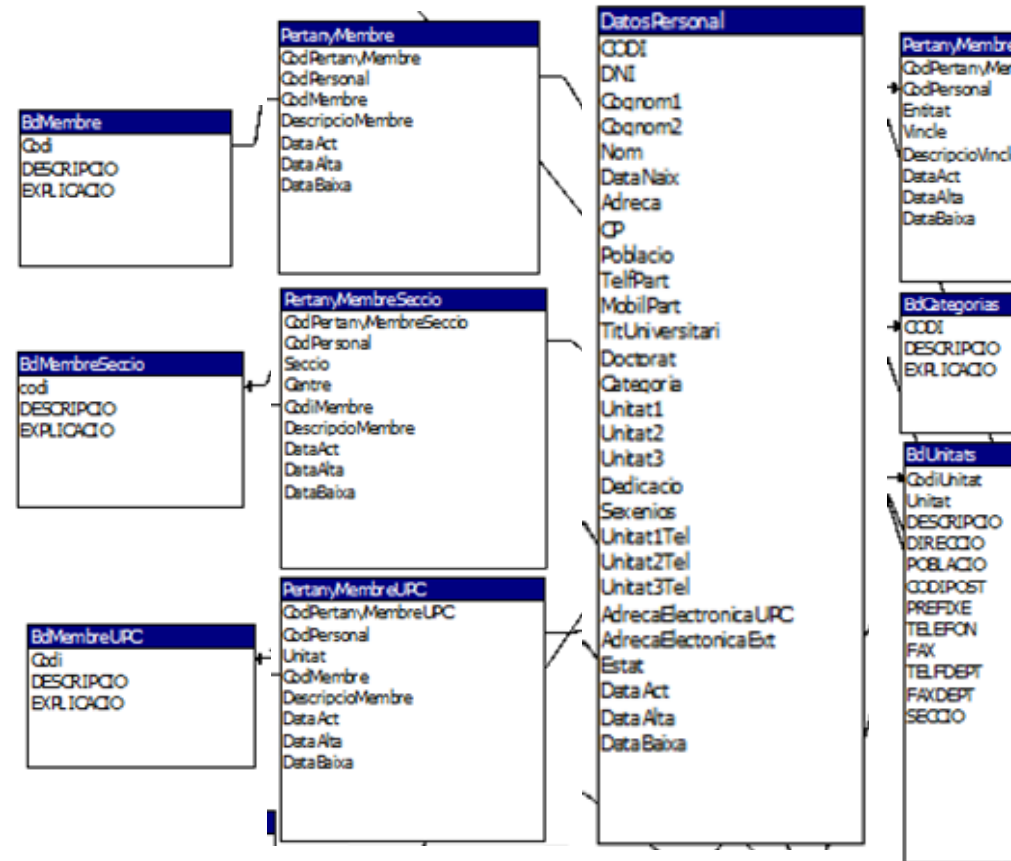 BdMembre
Codi
DESCRIPCIO
EXPLICACIO
BdMembreSeccio
codi
DESCRIPCIO
EXPLICACIO
BdMembreUPC
Codi
DESCRIPCIO
EXPLICACIO
PertanyMembre
CodPertanyMembre
CodPersonal
CodMembre
DescripcioMembre
DataAct
DataAlta
DataBaixa
PertanyMembreSeccio
CodPertanyMembreSeccio
CodPersonal
Seccio
Centre
CodiMembre
DescripcioMembre
DataAct
DataAlta
DataBaixa
PertanyMembreUPC
CodPertanyMembreUPC
CodPersonal
Unitat
CodMembre
DescripcioMembre
DataAct
DataAlta
DataBaixa
DatosPersonal
CODI
DNI
Cognom1
Cognom2
Nom
DataNaix
Adreca
CP
Poblacio
TelfPart
MobilPart
TitUniversitari
Doctorat
Categoria
Unitat1
Unitat2
Unitat3
Dedicacio
Sexenios
Unitat1Tel
Unitat2Tel
Unitat3Tel
AdrecaElectronicaUPC
AdrecaElectonicaExt
Estat
DataAct
DataAlta
DataBaixa
PertanyMembre
CodPertanyMem
CodPersonal
Entitat
Vincle
DescripcioVincl
DataAct
DataAlta
DataBaixa
BdCategorias
CODI
DESCRIPCIO
EXPLICACIO
BdUnitats
CodiUnitat
Unitat
DESCRIPCIO
DIRECCIO
POBLACIO
CODIPOST
PREFIXE
TELEFON
FAX
TELFDEPT
FAXDEPT
SECCIO